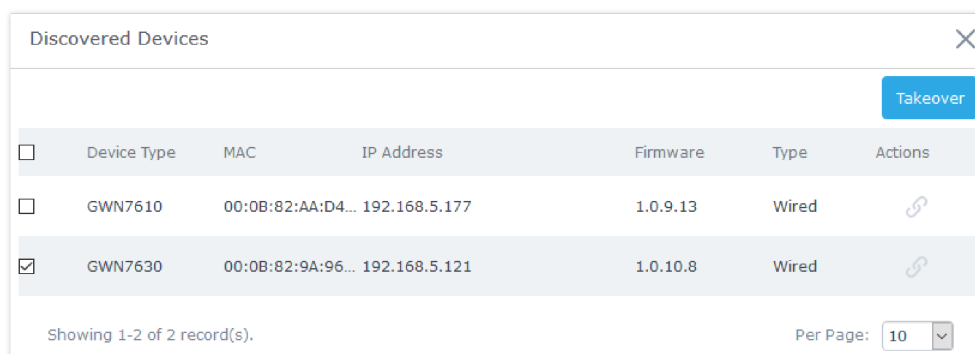 Discovered Devices
Takeover
Device Type MAC IP Address Firmware Type Actions
GWN7610 00:0B:82:AA:D4... 192.168.5.177 1.0.9.13 Wired
GWN7630 00:0B:82:9A:96... 192.168.5.121 1.0.10.8 Wired
Showing 1-2 of 2 record(s). Per Page: 10